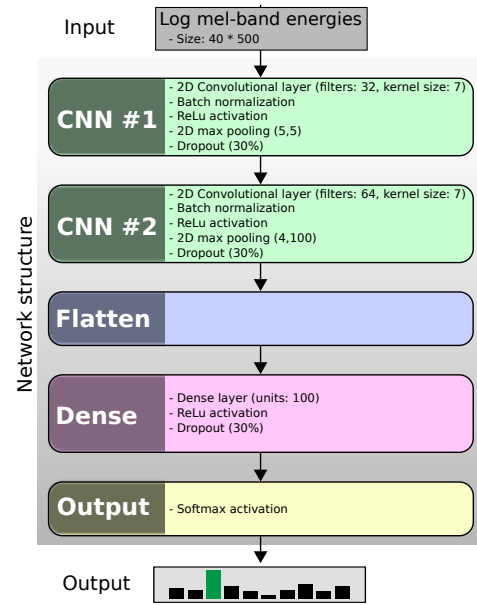 Input
Log mel-band energies
- Size: 40 * 500
Network structure
CNN #1
- 2D Convolutional layer (filters: 32, kernel size: 7)
- Batch normalization
- ReLu activation
- 2D max pooling (5,5)
- Dropout (30%)
CNN #2
- 2D Convolutional layer (filters: 64, kernel size: 7)
- Batch normalization
- ReLu activation
- 2D max pooling (4,100)
- Dropout (30%)
Flatten
Dense
- Dense layer (units: 100)
- ReLu activation
- Dropout (30%)
Output
- Softmax activation
Output